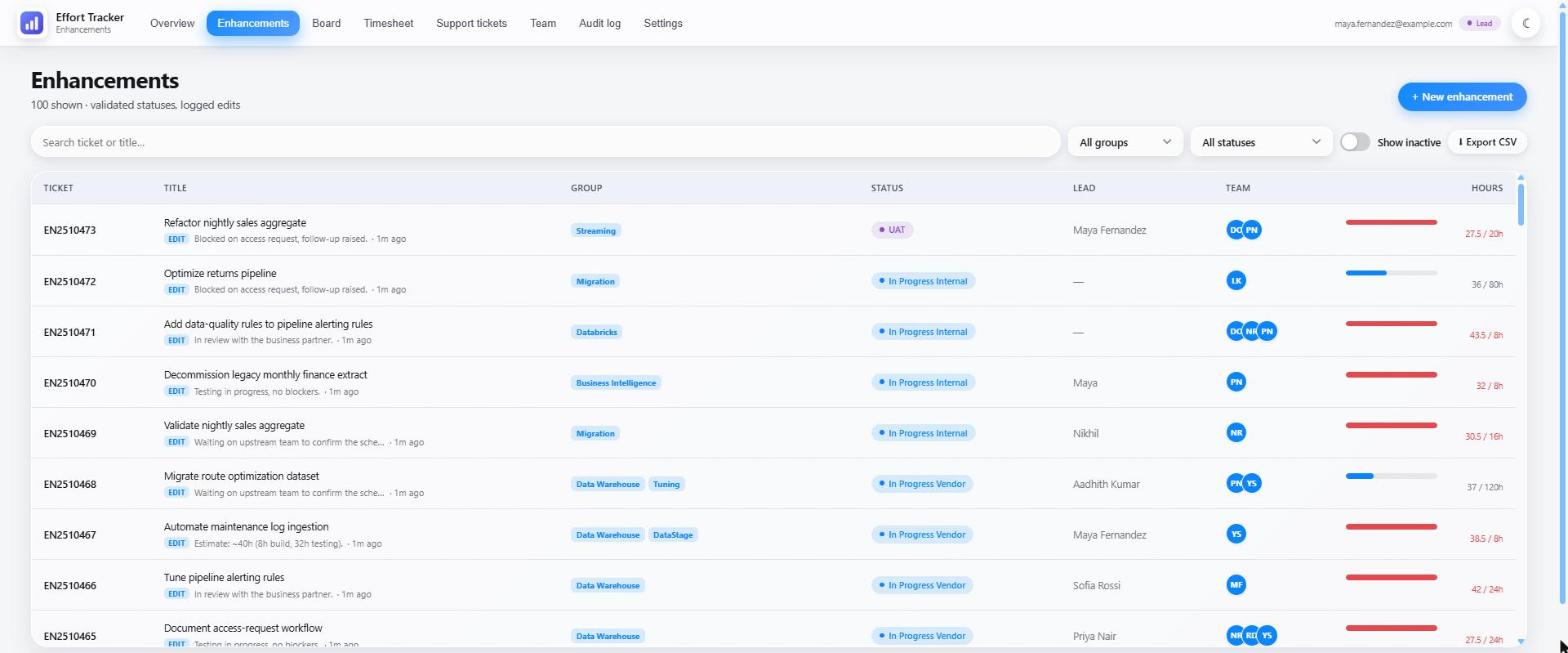 Effort Tracker
Enhancements
Overview Enhancements Board Timesheet Support tickets Team Audit log Settings
maya.fernandez@example.com Lead
Enhancements
100 shown · validated statuses, logged edits
+ New enhancement
Search ticket or title...
All groups All statuses Show inactive Export CSV
TICKET TITLE GROUP STATUS LEAD TEAM HOURS
EN2510473 Refactor nightly sales aggregate Streaming UAT Maya Fernandez DC PN 27.5 / 20h
EDIT Blocked on access request, follow-up raised. · 1m ago
EN2510472 Optimize returns pipeline Migration In Progress Internal — LK 36 / 80h
EDIT Blocked on access request, follow-up raised. · 1m ago
EN2510471 Add data-quality rules to pipeline alerting rules Databricks In Progress Internal — DC NR PN 43.5 / 8h
EDIT In review with the business partner. · 1m ago
EN2510470 Decommission legacy monthly finance extract Business Intelligence In Progress Internal Maya PN 32 / 8h
EDIT Testing in progress, no blockers. · 1m ago
EN2510469 Validate nightly sales aggregate Migration In Progress Internal Nikhil NR 30.5 / 16h
EDIT Waiting on upstream team to confirm the sche... · 1m ago
EN2510468 Migrate route optimization dataset Data Warehouse Tuning In Progress Vendor Aadhith Kumar PN YS 37 / 120h
EDIT Waiting on upstream team to confirm the sche... · 1m ago
EN2510467 Automate maintenance log ingestion Data Warehouse DataStage In Progress Vendor Maya Fernandez YS 38.5 / 8h
EDIT Estimate: ~40h (8h build, 32h testing). · 1m ago
EN2510466 Tune pipeline alerting rules Data Warehouse In Progress Vendor Sofia Rossi MF 42 / 24h
EDIT In review with the business partner. · 1m ago
EN2510465 Document access-request workflow Data Warehouse In Progress Vendor Priya Nair NR RD YS 27.5 / 24h
EDIT Testing in progress, no blockers. · 1m ago